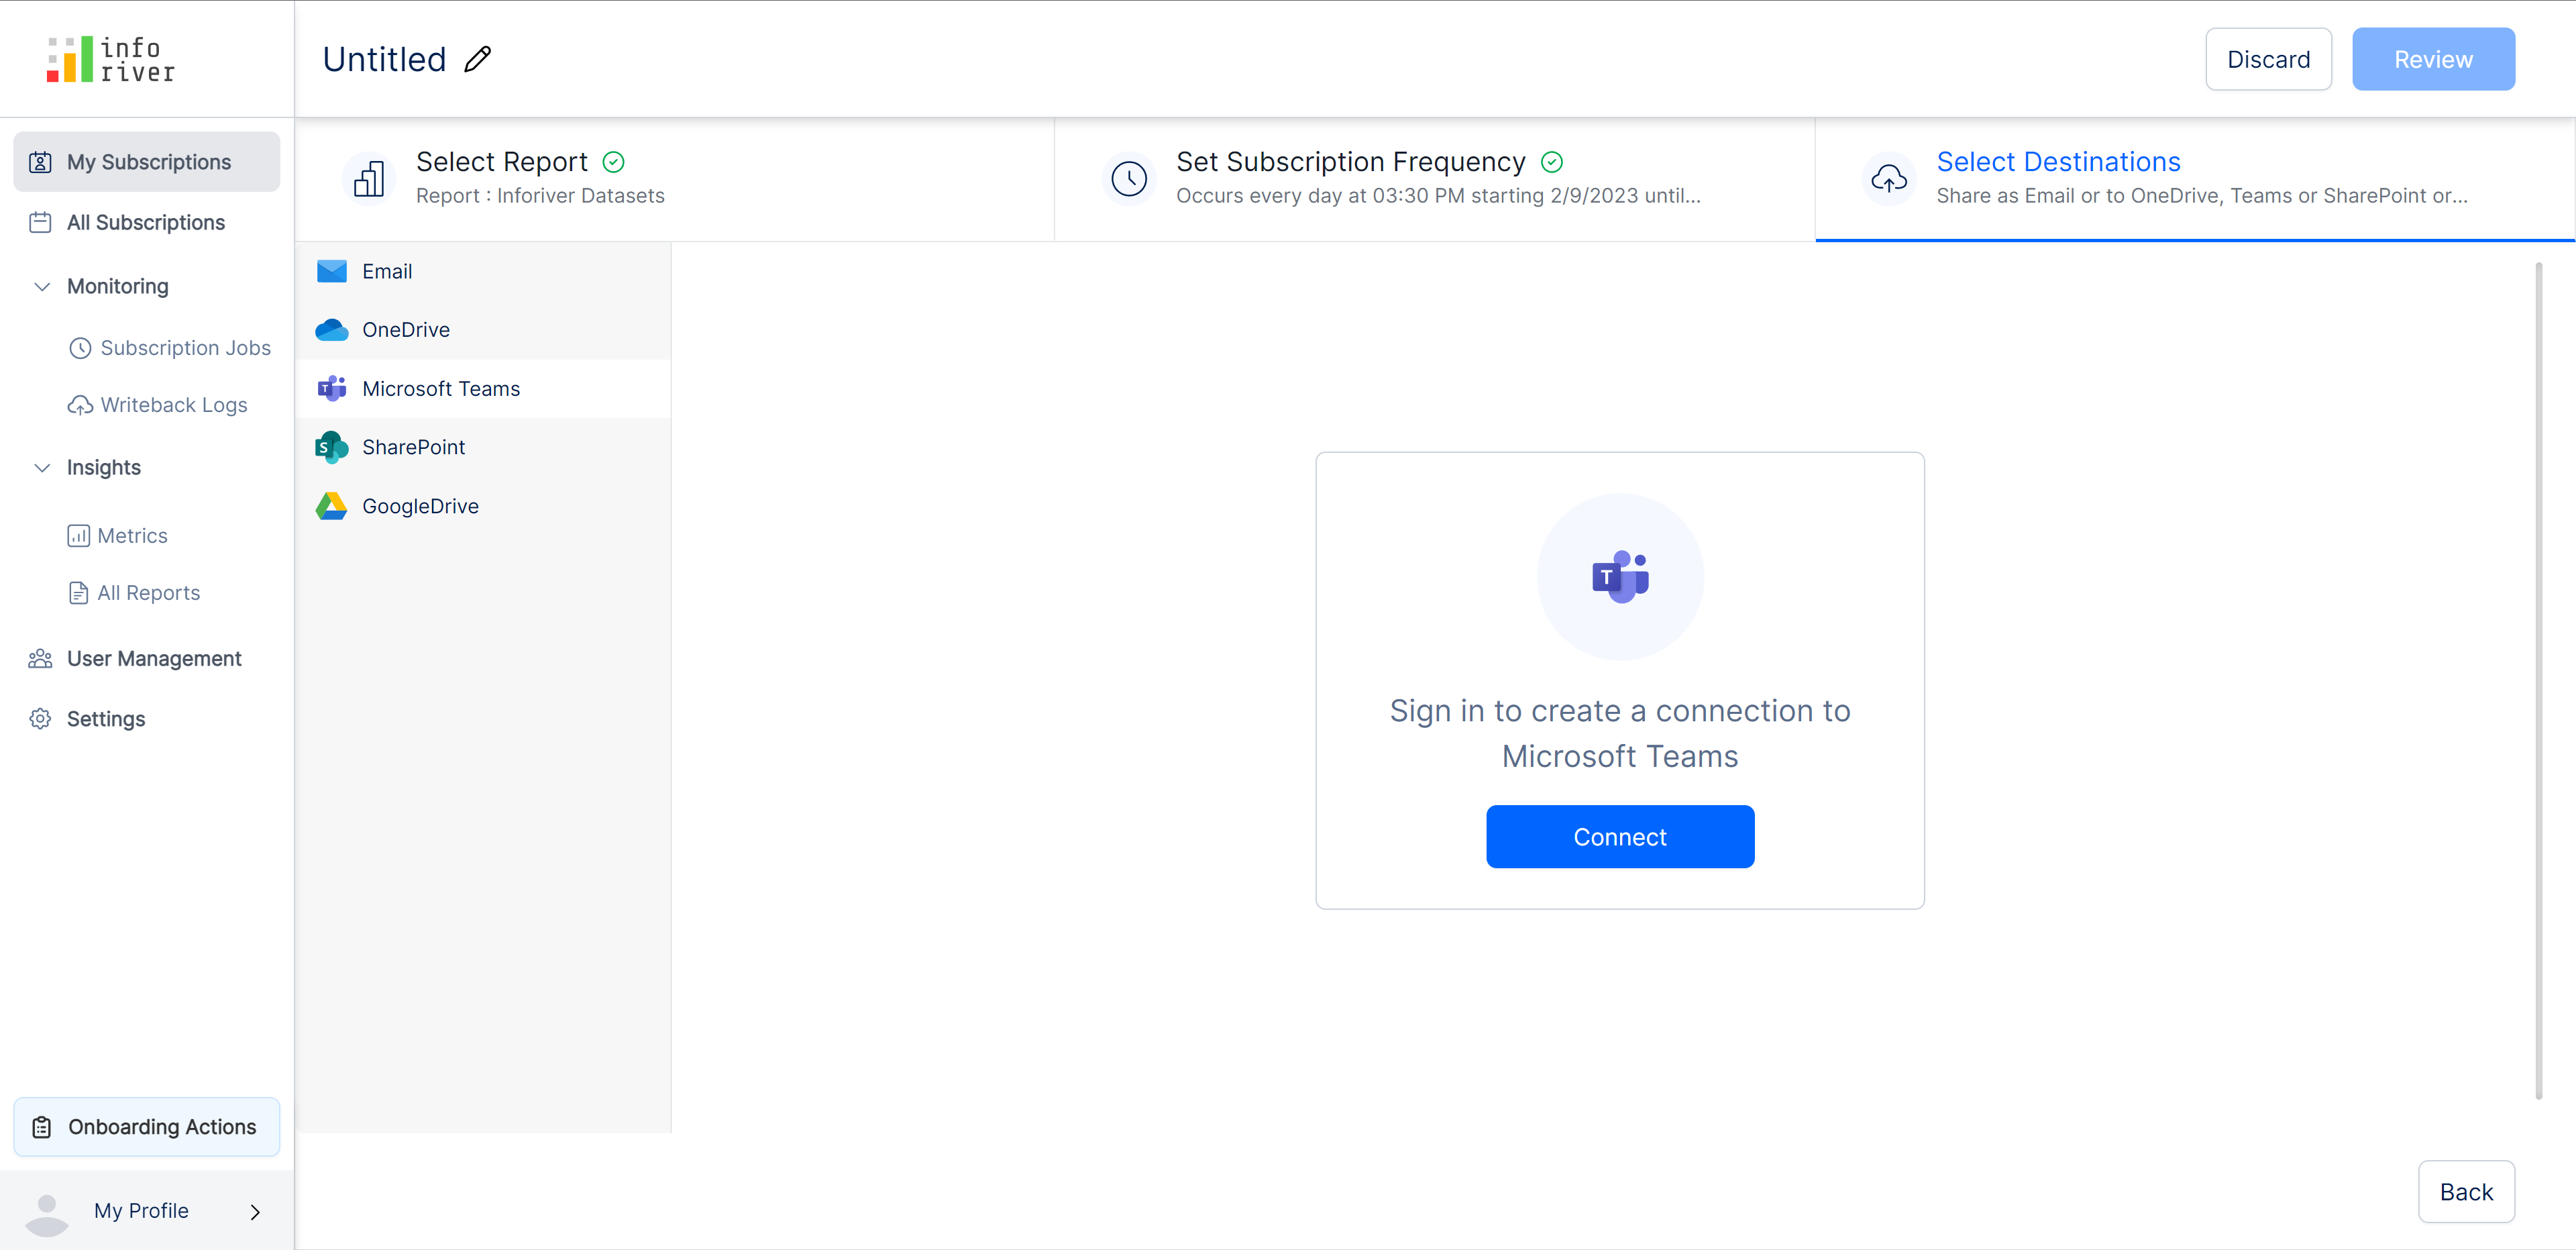 info
river
Untitled
Discard
Review
My Subscriptions
All Subscriptions
Monitoring
Subscription Jobs
Writeback Logs
Insights
Metrics
All Reports
User Management
Settings
Onboarding Actions
My Profile
Select Report
Report : Inforiver Datasets
Set Subscription Frequency
Occurs every day at 03:30 PM starting 2/9/2023 until...
Select Destinations
Share as Email or to OneDrive, Teams or SharePoint or...
Email
OneDrive
T
Microsoft Teams
S
SharePoint
GoogleDrive
T
Sign in to create a connection to
Microsoft Teams
Connect
Back